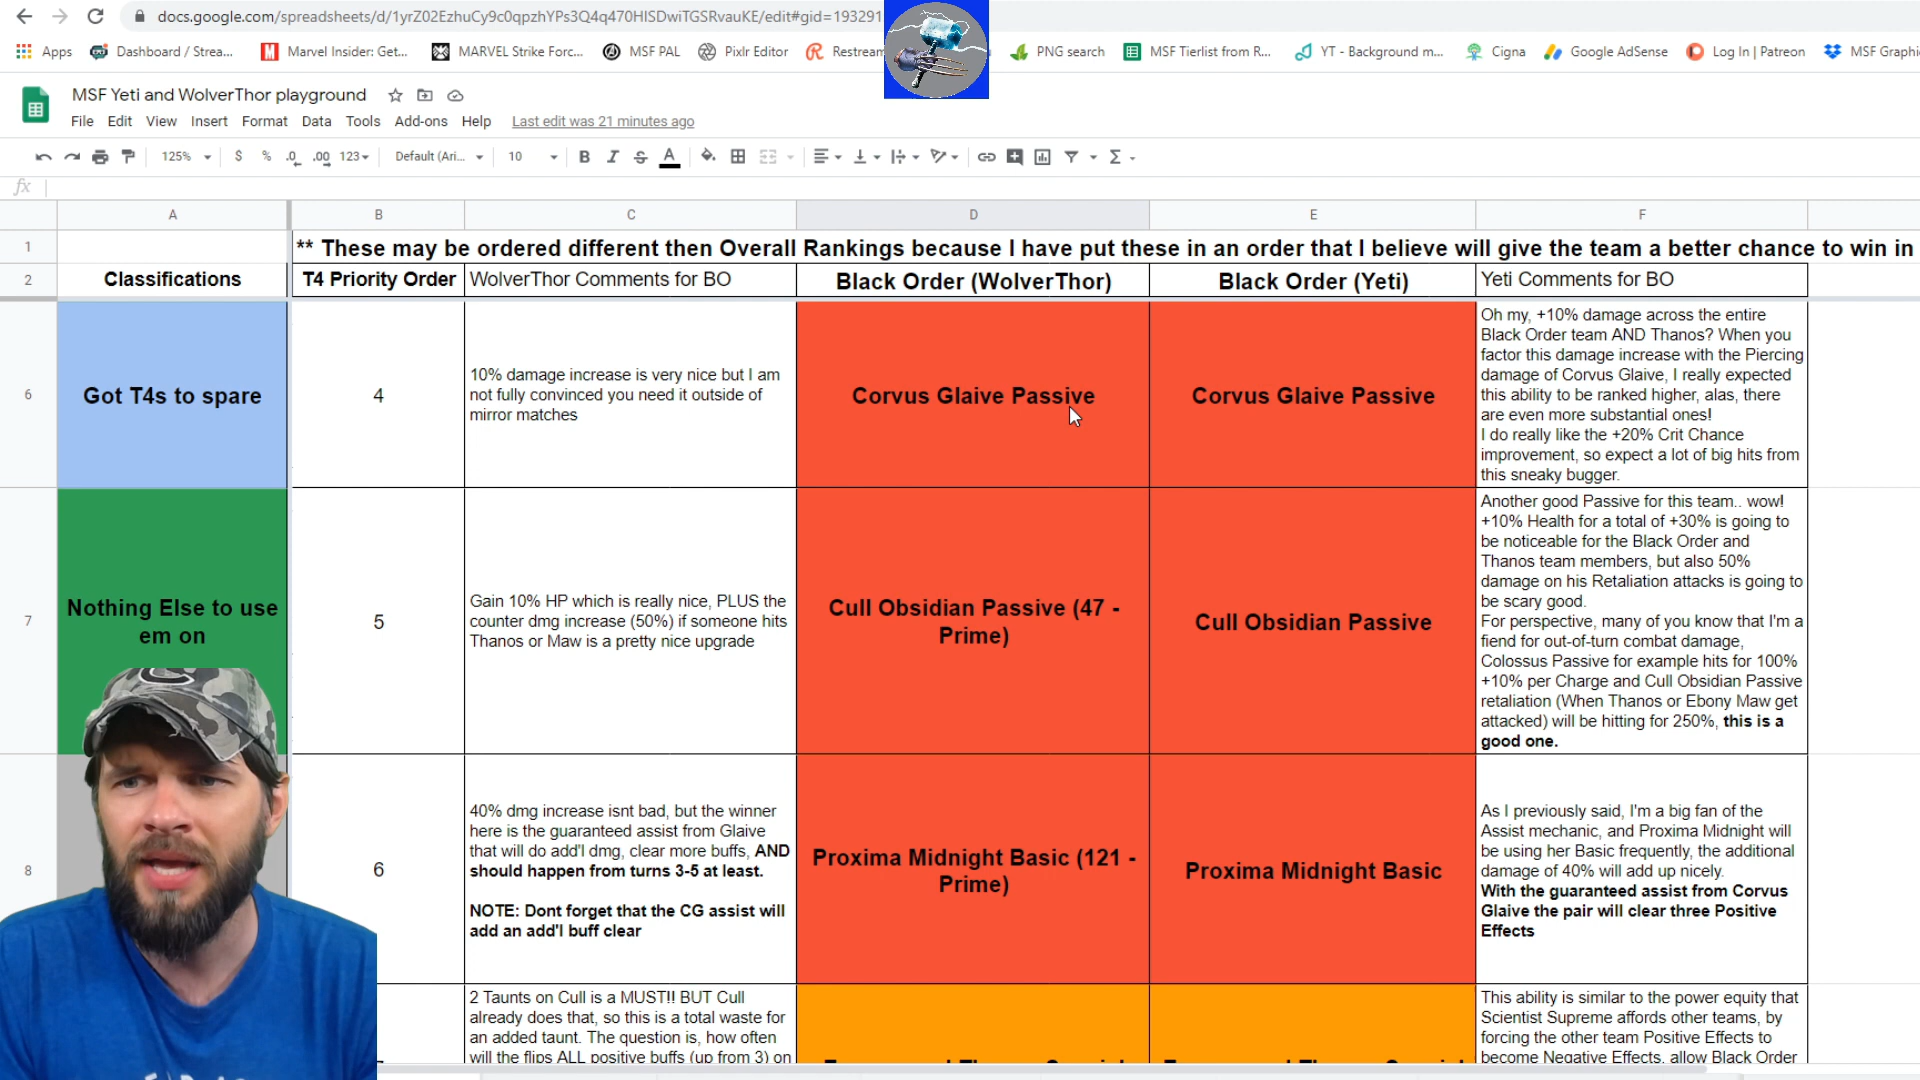 docs.google.com/spreadsheets/d/1yrZ02EzhuCy9c0qpzhYPs3Q4q470HlSDwiTGSRvauKE/edit#gid=193291
Apps Dashboard / Strea... Marvel Insider: Get... MARVEL Strike Forc... MSF PAL Pixlr Editor Restream PNG search MSF Tierlist from R... YT - Background m... Cigna Google AdSense Log In | Patreon MSF Graphi
MSF Yeti and WolverThor playground
File Edit View Insert Format Data Tools Add-ons Help Last edit was 21 minutes ago
125% $ % .0 .00 123 Default (Ari... 10 B I S A Σ
fx
A B C D E F
1 ** These may be ordered different then Overall Rankings because I have put these in an order that I believe will give the team a better chance to win in
2 Classifications T4 Priority Order WolverThor Comments for BO Black Order (WolverThor) Black Order (Yeti) Yeti Comments for BO
6
Got T4s to spare
4
10% damage increase is very nice but I am
not fully convinced you need it outside of
mirror matches
Corvus Glaive Passive
Corvus Glaive Passive
Oh my, +10% damage across the entire
Black Order team AND Thanos? When you
factor this damage increase with the Piercing
damage of Corvus Glaive, I really expected
this ability to be ranked higher, alas, there
are even more substantial ones!
I do really like the +20% Crit Chance
improvement, so expect a lot of big hits from
this sneaky bugger.
7
Nothing Else to use
em on
5
Gain 10% HP which is really nice, PLUS the
counter dmg increase (50%) if someone hits
Thanos or Maw is a pretty nice upgrade
Cull Obsidian Passive (47 -
Prime)
Cull Obsidian Passive
Another good Passive for this team.. wow!
+10% Health for a total of +30% is going to
be noticeable for the Black Order and
Thanos team members, but also 50%
damage on his Retaliation attacks is going to
be scary good.
For perspective, many of you know that I'm a
fiend for out-of-turn combat damage,
Colossus Passive for example hits for 100%
+10% per Charge and Cull Obsidian Passive
retaliation (When Thanos or Ebony Maw get
attacked) will be hitting for 250%, this is a
good one.
8
6
40% dmg increase isnt bad, but the winner
here is the guaranteed assist from Glaive
that will do add'l dmg, clear more buffs, AND
should happen from turns 3-5 at least.
NOTE: Dont forget that the CG assist will
add an add'l buff clear
Proxima Midnight Basic (121 -
Prime)
Proxima Midnight Basic
As I previously said, I'm a big fan of the
Assist mechanic, and Proxima Midnight will
be using her Basic frequently, the additional
damage of 40% will add up nicely.
With the guaranteed assist from Corvus
Glaive the pair will clear three Positive
Effects
2 Taunts on Cull is a MUST!! BUT Cull
already does that, so this is a total waste for
an added taunt. The question is, how often
will the flips ALL positive buffs (up from 3) on
This ability is similar to the power equity that
Scientist Supreme affords other teams, by
forcing the other team Positive Effects to
become Negative Effects, allow Black Order